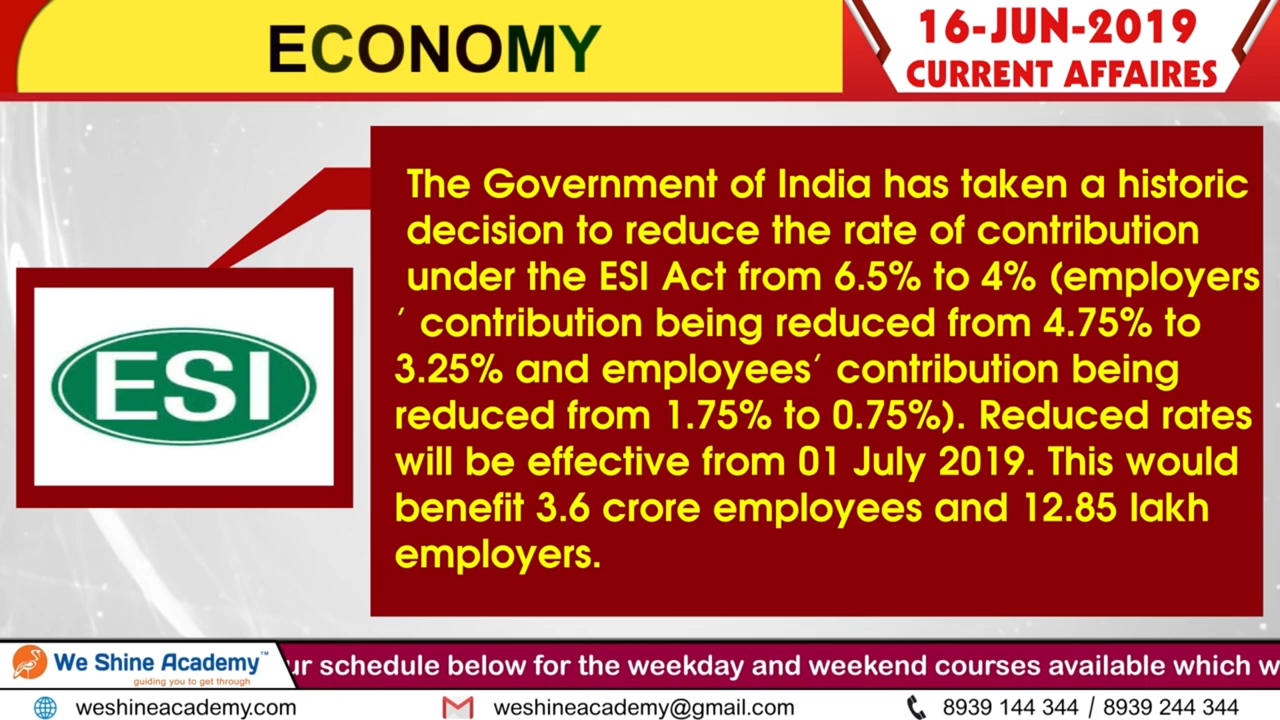 ECONOMY
16-JUN-2019
CURRENT AFFAIRES
The Government of India has taken a historic
decision to reduce the rate of contribution
under the ESI Act from 6.5% to 4% (employers
´ contribution being reduced from 4.75% to
3.25% and employees´ contribution being
reduced from 1.75% to 0.75%). Reduced rates
will be effective from 01 July 2019. This would
benefit 3.6 crore employees and 12.85 lakh
employers.
ESI
We Shine Academy™
guiding you to get through
ur schedule below for the weekday and weekend courses available which w
weshineacademy.com
weshineacademy@gmail.com
8939 144 344 / 8939 244 344